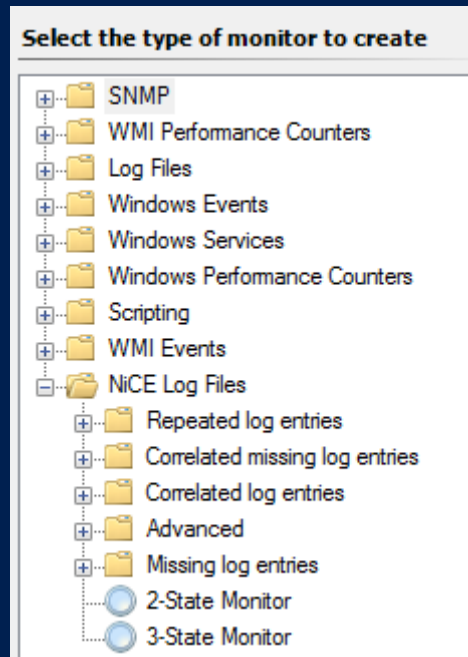 Select the type of monitor to create
SNMP
WMI Performance Counters
Log Files
Windows Events
Windows Services
Windows Performance Counters
Scripting
WMI Events
NiCE Log Files
Repeated log entries
Correlated missing log entries
Correlated log entries
Advanced
Missing log entries
2-State Monitor
3-State Monitor